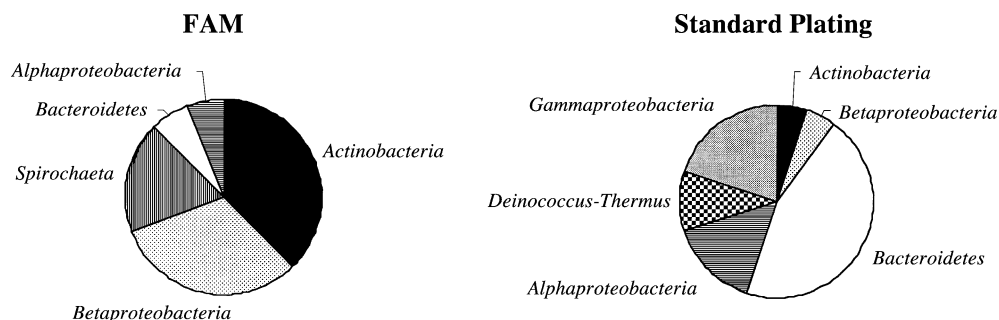 FAM
Alphaproteobacteria
Bacteroidetes
Spirochaeta
Actinobacteria
Betaproteobacteria
Standard Plating
Actinobacteria
Gammaproteobacteria
Betaproteobacteria
Deinococcus-Thermus
Bacteroidetes
Alphaproteobacteria